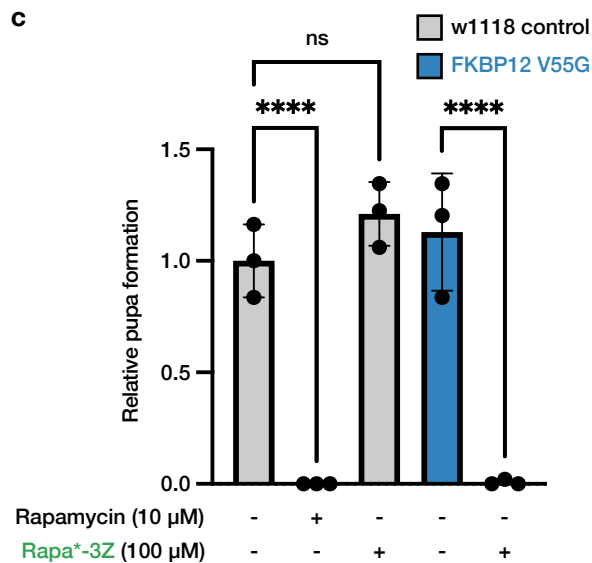 c
w1118 control
FKBP12 V55G
ns
****
****
Relative pupa formation
1.5
1.0
0.5
0.0
Rapamycin (10 µM) - + - - -
Rapa*-3Z (100 µM) - - + - +